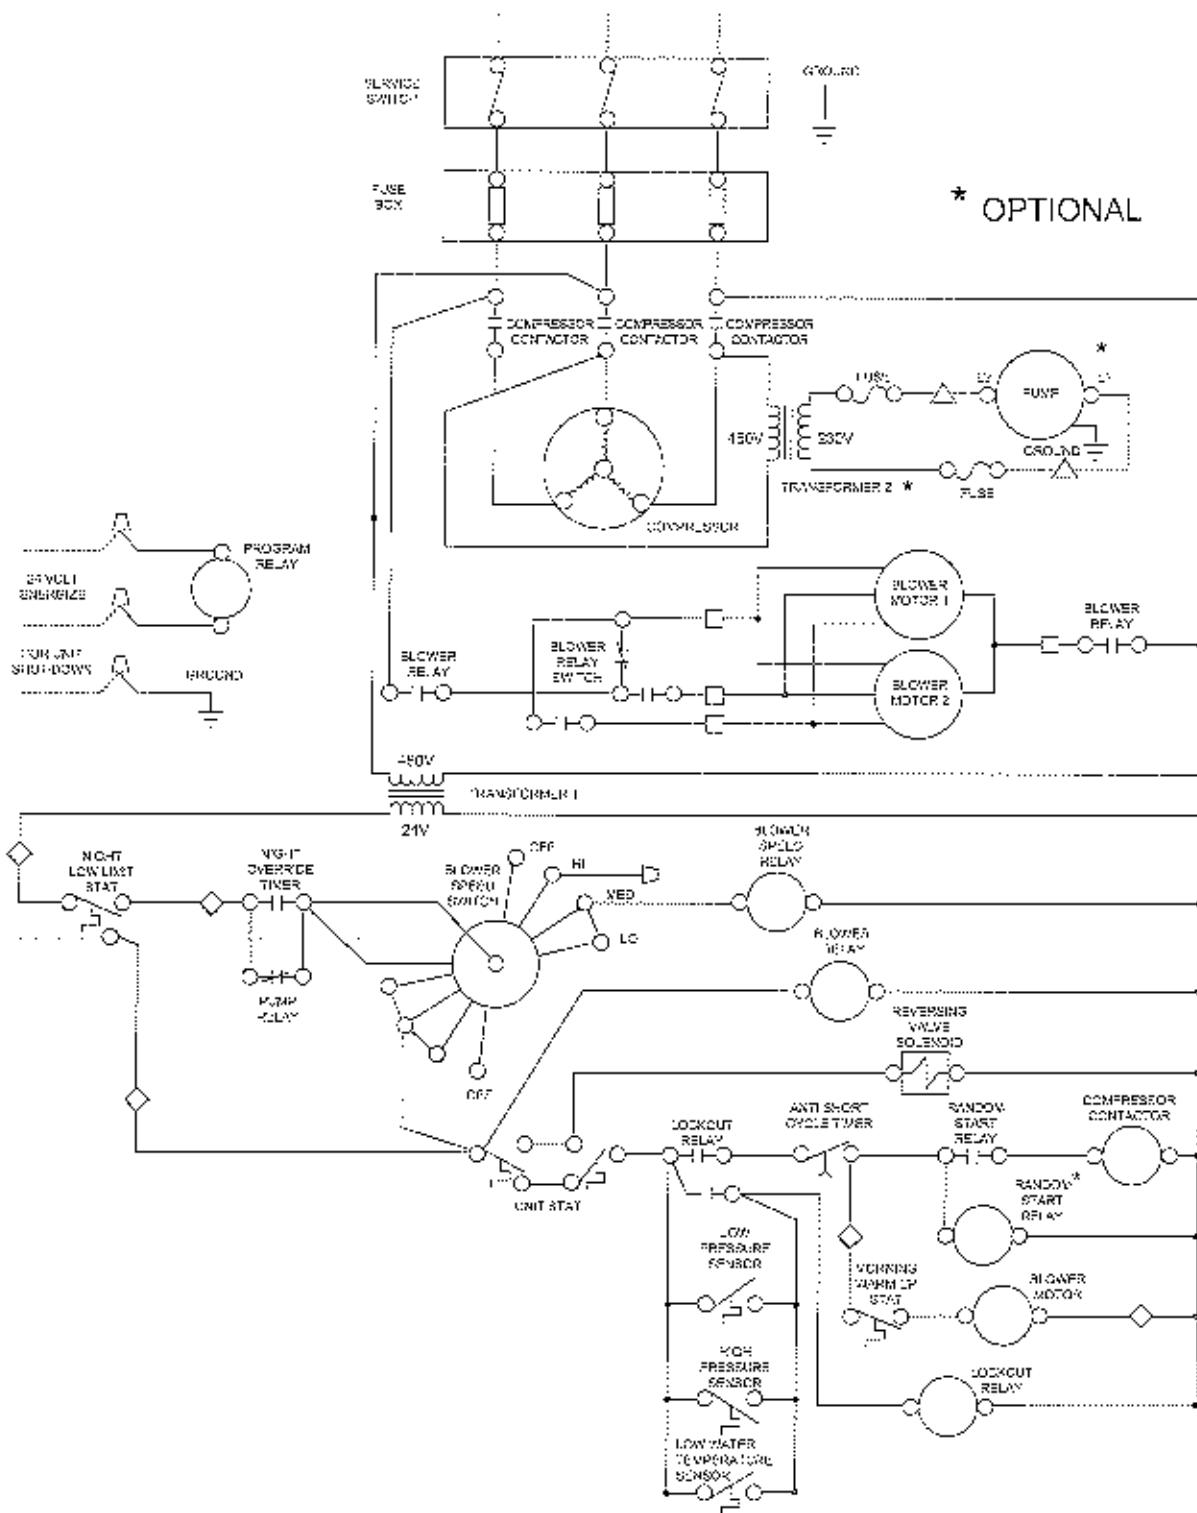 SERVICE
SWITCH
GROUND
FUSE
BOX
* OPTIONAL
COMPRESSOR
CONTACTOR
COMPRESSOR
CONTACTOR
COMPRESSOR
CONTACTOR
FUSE
*
PUMP
460V
230V
GROUND
TRANSFORMER 2 *
FUSE
COMPRESSOR
PROGRAM
RELAY
24 VOLT
ENERGIZE
FOR UNIT
SHUT-DOWN
GROUND
BLOWER
RELAY
BLOWER
RELAY
SWITCH
BLOWER
MOTOR 1
BLOWER
MOTOR 2
BLOWER
RELAY
460V
TRANSFORMER 1
24V
NIGHT
LOW LIMIT
STAT
NIGHT
OVERRIDE
TIMER
PUMP
RELAY
BLOWER
SPEED
SWITCH
OFF
HI
MED
LO
OFF
BLOWER
SPEED
RELAY
BLOWER
RELAY
REVERSING
VALVE
SOLENOID
UNIT STAT
LOCKOUT
RELAY
ANTI SHORT
CYCLE TIMER
RANDOM
START
RELAY
COMPRESSOR
CONTACTOR
RANDOM *
START
RELAY
LOW
PRESSURE
SENSOR
MORNING
WARM UP
STAT
BLOWER
MOTOR
HIGH
PRESSURE
SENSOR
LOCKOUT
RELAY
LOW WATER
TEMPERATURE
SENSOR